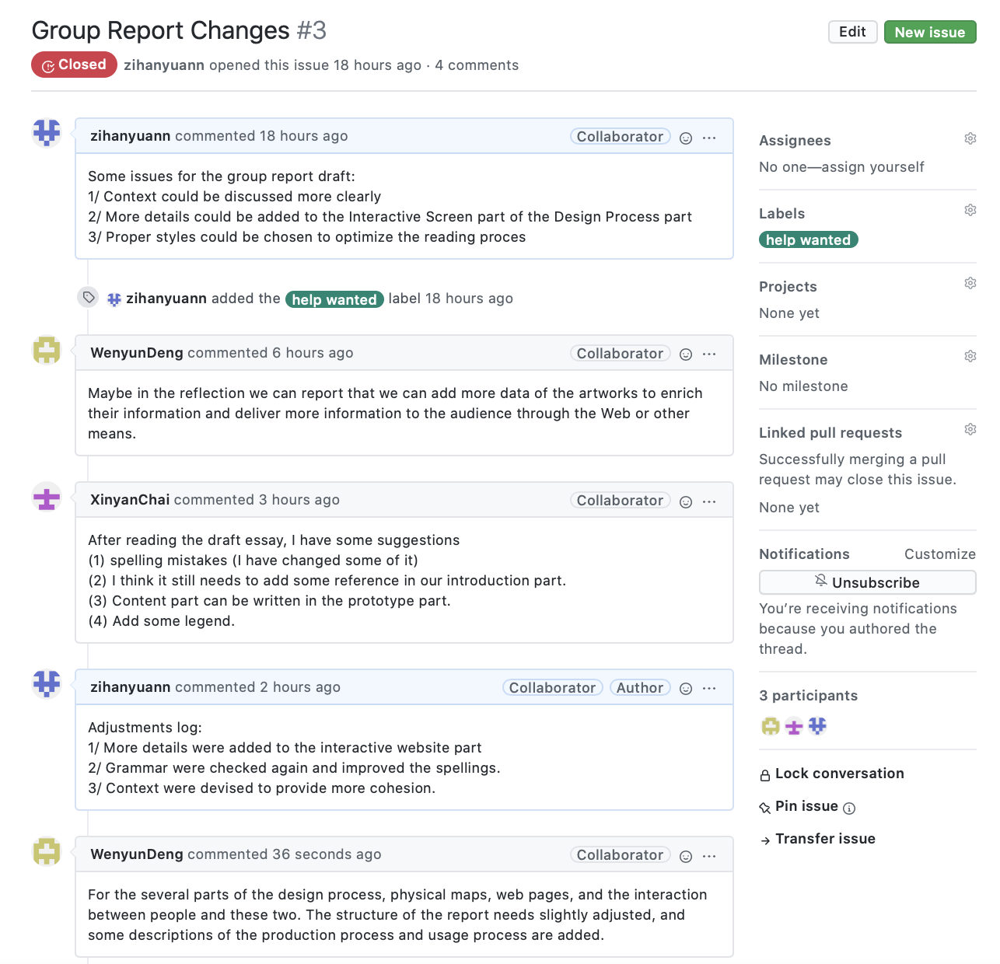 Group Report Changes #3
Edit
New issue
Closed
zihanyuann opened this issue 18 hours ago · 4 comments
zihanyuann commented 18 hours ago
Collaborator
Some issues for the group report draft:
1/ Context could be discussed more clearly
2/ More details could be added to the Interactive Screen part of the Design Process part
3/ Proper styles could be chosen to optimize the reading proces
zihanyuann added the help wanted label 18 hours ago
WenyunDeng commented 6 hours ago
Collaborator
Maybe in the reflection we can report that we can add more data of the artworks to enrich
their information and deliver more information to the audience through the Web or other
means.
XinyanChai commented 3 hours ago
Collaborator
After reading the draft essay, I have some suggestions
(1) spelling mistakes (I have changed some of it)
(2) I think it still needs to add some reference in our introduction part.
(3) Content part can be written in the prototype part.
(4) Add some legend.
zihanyuann commented 2 hours ago
Collaborator
Author
Adjustments log:
1/ More details were added to the interactive website part
2/ Grammar were checked again and improved the spellings.
3/ Context were devised to provide more cohesion.
WenyunDeng commented 36 seconds ago
Collaborator
For the several parts of the design process, physical maps, web pages, and the interaction
between people and these two. The structure of the report needs slightly adjusted, and
some descriptions of the production process and usage process are added.
Assignees
No one—assign yourself
Labels
help wanted
Projects
None yet
Milestone
No milestone
Linked pull requests
Successfully merging a pull
request may close this issue.
None yet
Notifications
Customize
Unsubscribe
You're receiving notifications
because you authored the
thread.
3 participants
Lock conversation
Pin issue
Transfer issue